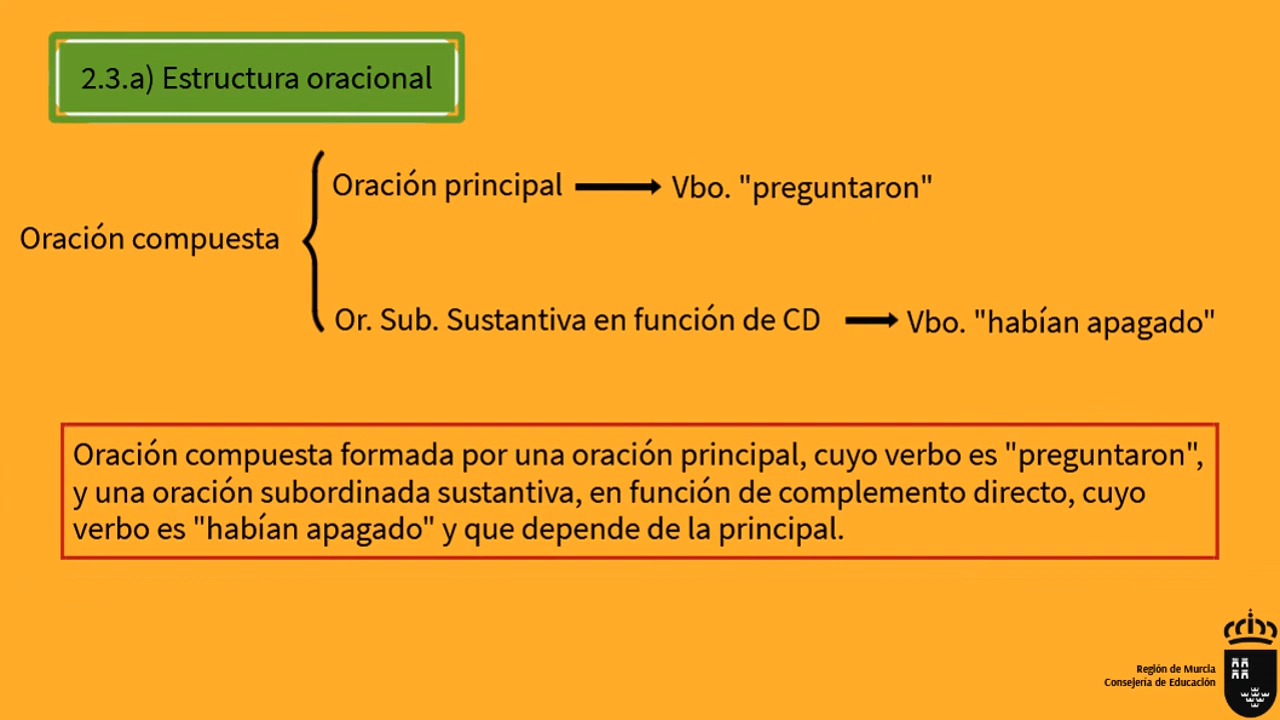 2.3.a) Estructura oracional
Oración principal
Vbo. "preguntaron"
Oración compuesta
Or. Sub. Sustantiva en función de CD
Vbo. "habían apagado"
Oración compuesta formada por una oración principal, cuyo verbo es "preguntaron",
y una oración subordinada sustantiva, en función de complemento directo, cuyo
verbo es "habían apagado" y que depende de la principal.
Región de Murcia
Consejería de Educación